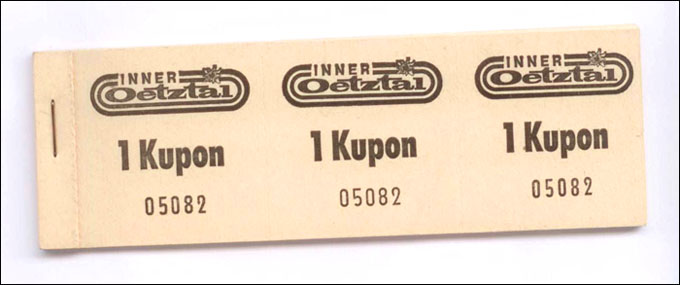 INNER
Oetztal
1 Kupon
05082
INNER
Oetztal
1 Kupon
05082
INNER
Oetztal
1 Kupon
05082